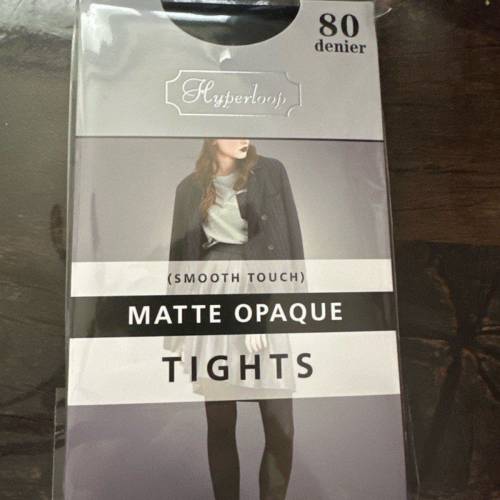 80
denier
Hyperloop
(SMOOTH TOUCH)
MATTE OPAQUE
TIGHTS